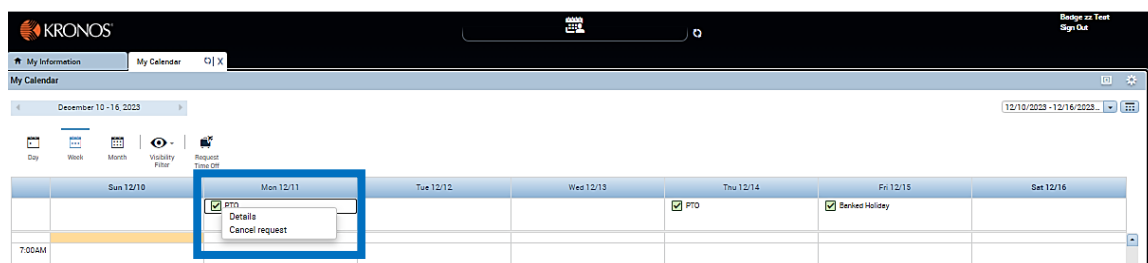 KRONOS
Badge zz Test
Sign Out
My Information
My Calendar
X
My Calendar
December 10 - 16, 2023
12/10/2023 - 12/16/2023...
Day
Week
Month
Visibility
Filter
Request
Time Off
Sun 12/10
Mon 12/11
Tue 12/12
Wed 12/13
Thu 12/14
Fri 12/15
Sat 12/16
PTO
PTO
Banked Holiday
Details
Cancel request
7:00AM